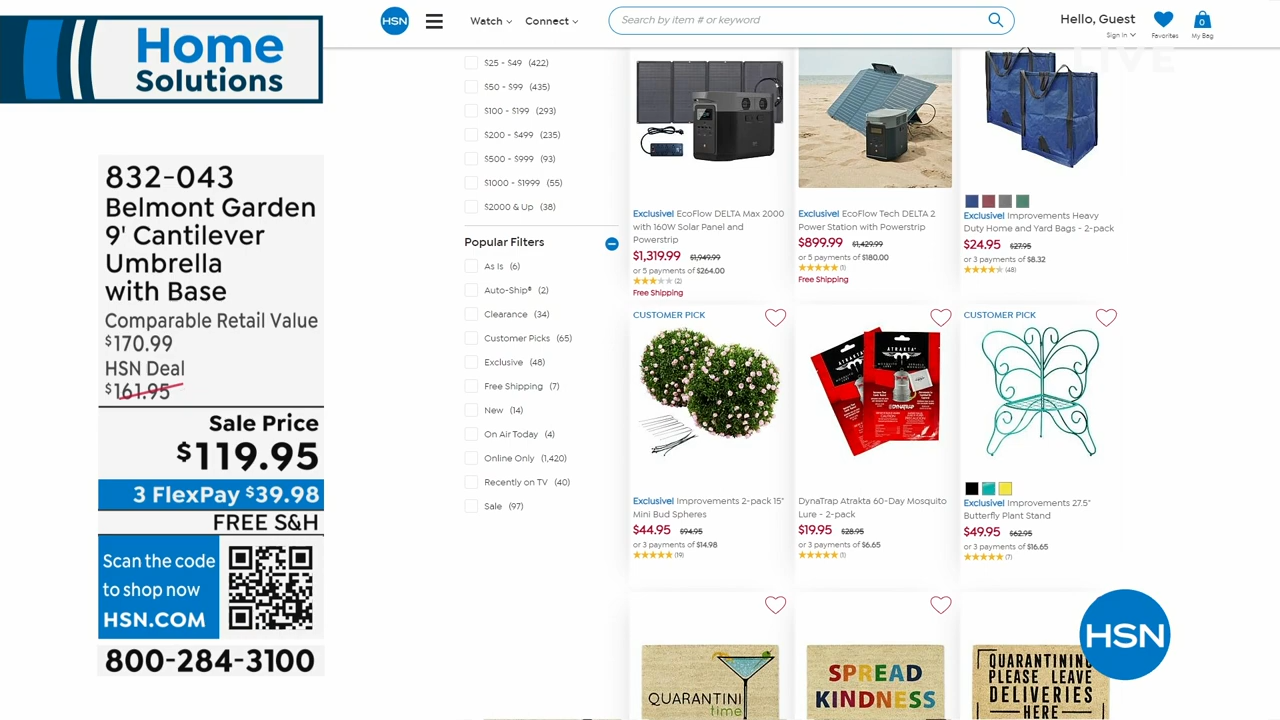 Home
Solutions
832-043
Belmont Garden
9' Cantilever
Umbrella
with Base
Comparable Retail Value
$170.99
HSN Deal
$161.95
Sale Price
$119.95
3 FlexPay $39.98
FREE S&H
Scan the code
to shop now
HSN.COM
800-284-3100
HSN
Watch
Connect
Search by item # or keyword
Hello, Guest
Sign In
Favorites
0
My Bag
LIVE
$25 - $49 (422)
$50 - $99 (435)
$100 - $199 (293)
$200 - $499 (235)
$500 - $999 (93)
$1000 - $1999 (55)
$2000 & Up (38)
Popular Filters
As Is (6)
Auto-Ship® (2)
Clearance (34)
Customer Picks (65)
Exclusive (48)
Free Shipping (7)
New (14)
On Air Today (4)
Online Only (1,420)
Recently on TV (40)
Sale (97)
Exclusive! EcoFlow DELTA Max 2000
with 160W Solar Panel and
Powerstrip
$1,319.99 $1,949.99
or 5 payments of $264.00
(2)
Free Shipping
Exclusive! EcoFlow Tech DELTA 2
Power Station with Powerstrip
$899.99 $1,429.99
or 5 payments of $180.00
(1)
Free Shipping
Exclusive! Improvements Heavy
Duty Home and Yard Bags - 2-pack
$24.95 $27.95
or 3 payments of $8.32
(48)
CUSTOMER PICK
Exclusive! Improvements 2-pack 15"
Mini Bud Spheres
$44.95 $94.95
or 3 payments of $14.98
(19)
ATRAKTA
ATRAKTA
DYNATRAP
DynaTrap Atrakta 60-Day Mosquito
Lure - 2-pack
$19.95 $28.95
or 3 payments of $6.65
(1)
CUSTOMER PICK
Exclusive! Improvements 27.5"
Butterfly Plant Stand
$49.95 $62.95
or 3 payments of $16.65
(7)
QUARANTINI
time
SPREAD
KINDNESS
QUARANTINING
PLEASE LEAVE
DELIVERIES
HERE
HSN